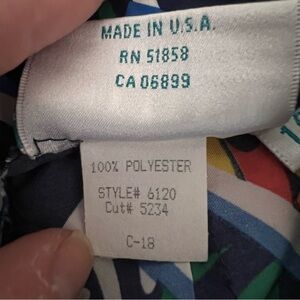 MADE IN U.S.A.
RN 51858
CA 06899
100% POLYESTER
STYLE# 6120
Cut# 5234
C-18